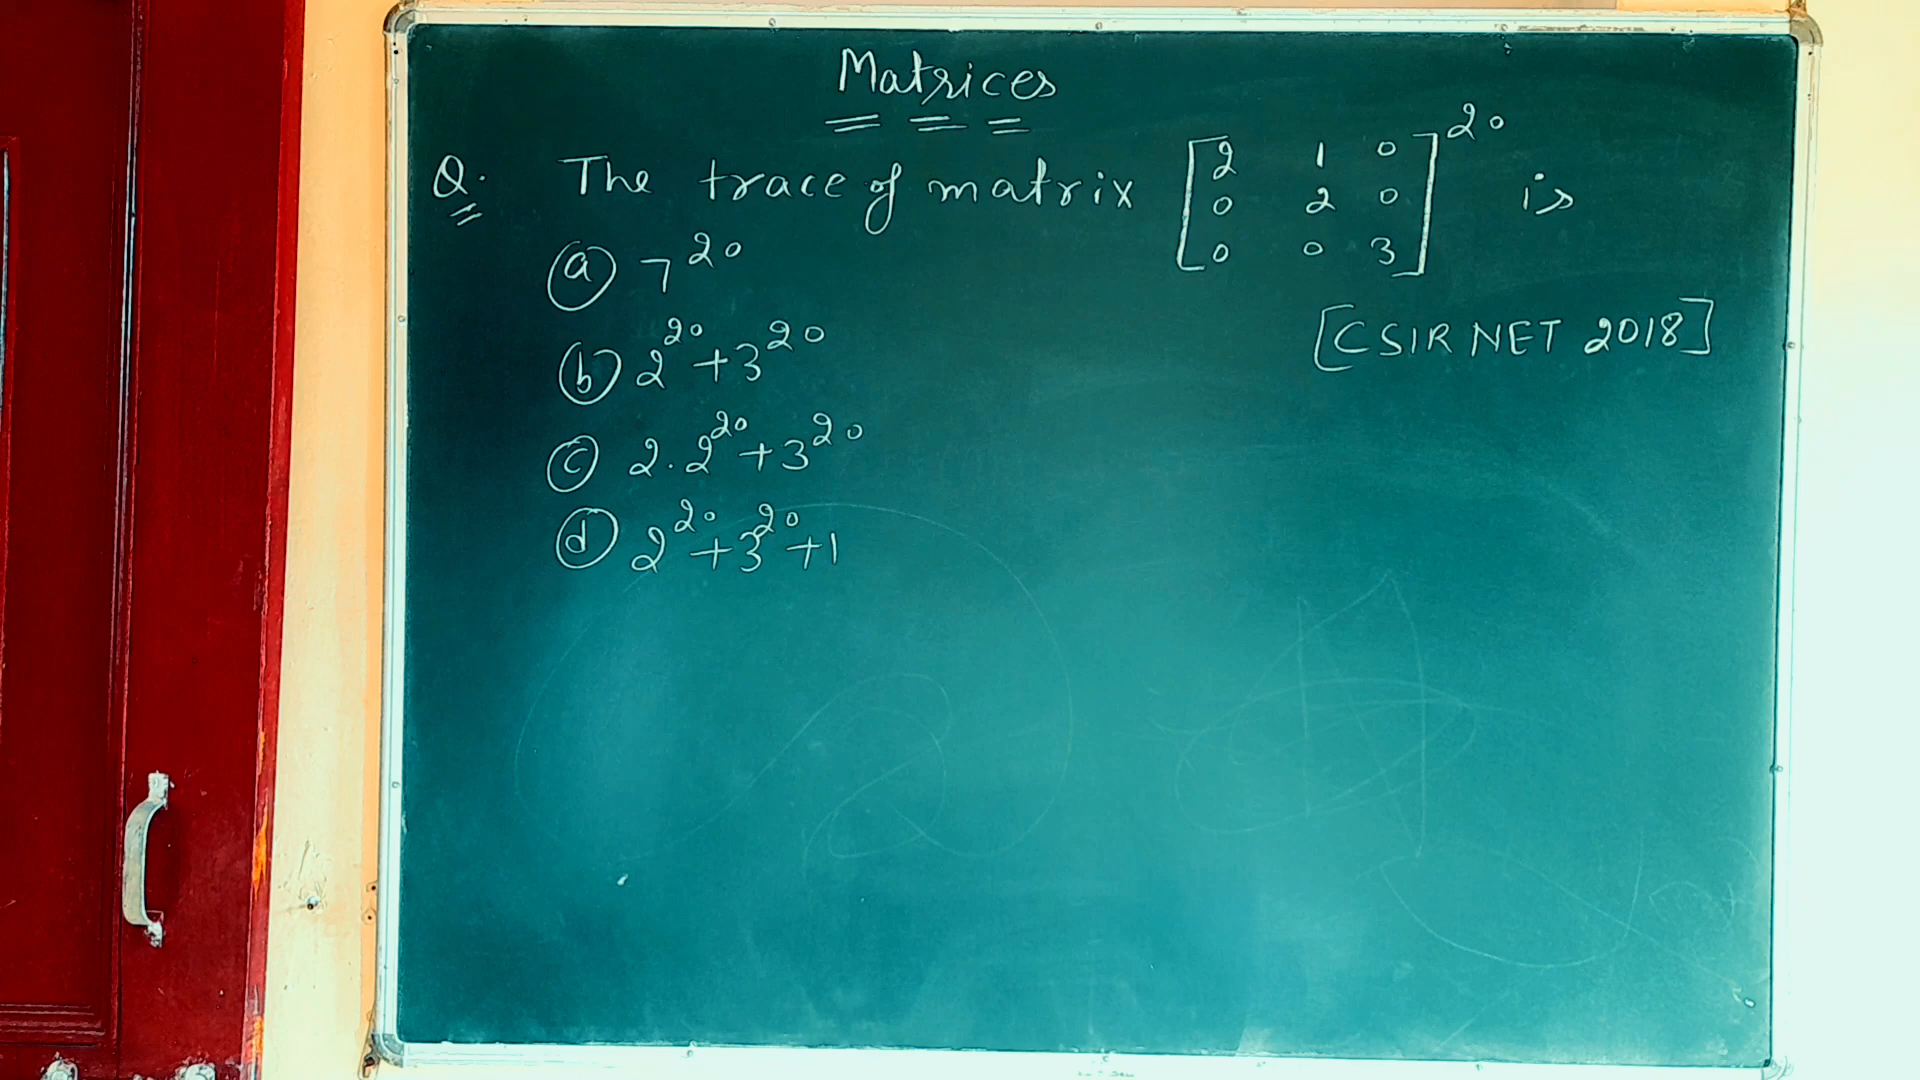 Matrices
Q. The trace of matrix [2 1 0 0 2 0 0 0 3]^20 is
(a) 7^20
(b) 2^20 + 3^20
[CSIR NET 2018]
(c) 2.2^20 + 3^20
(d) 2^20 + 3^20 + 1